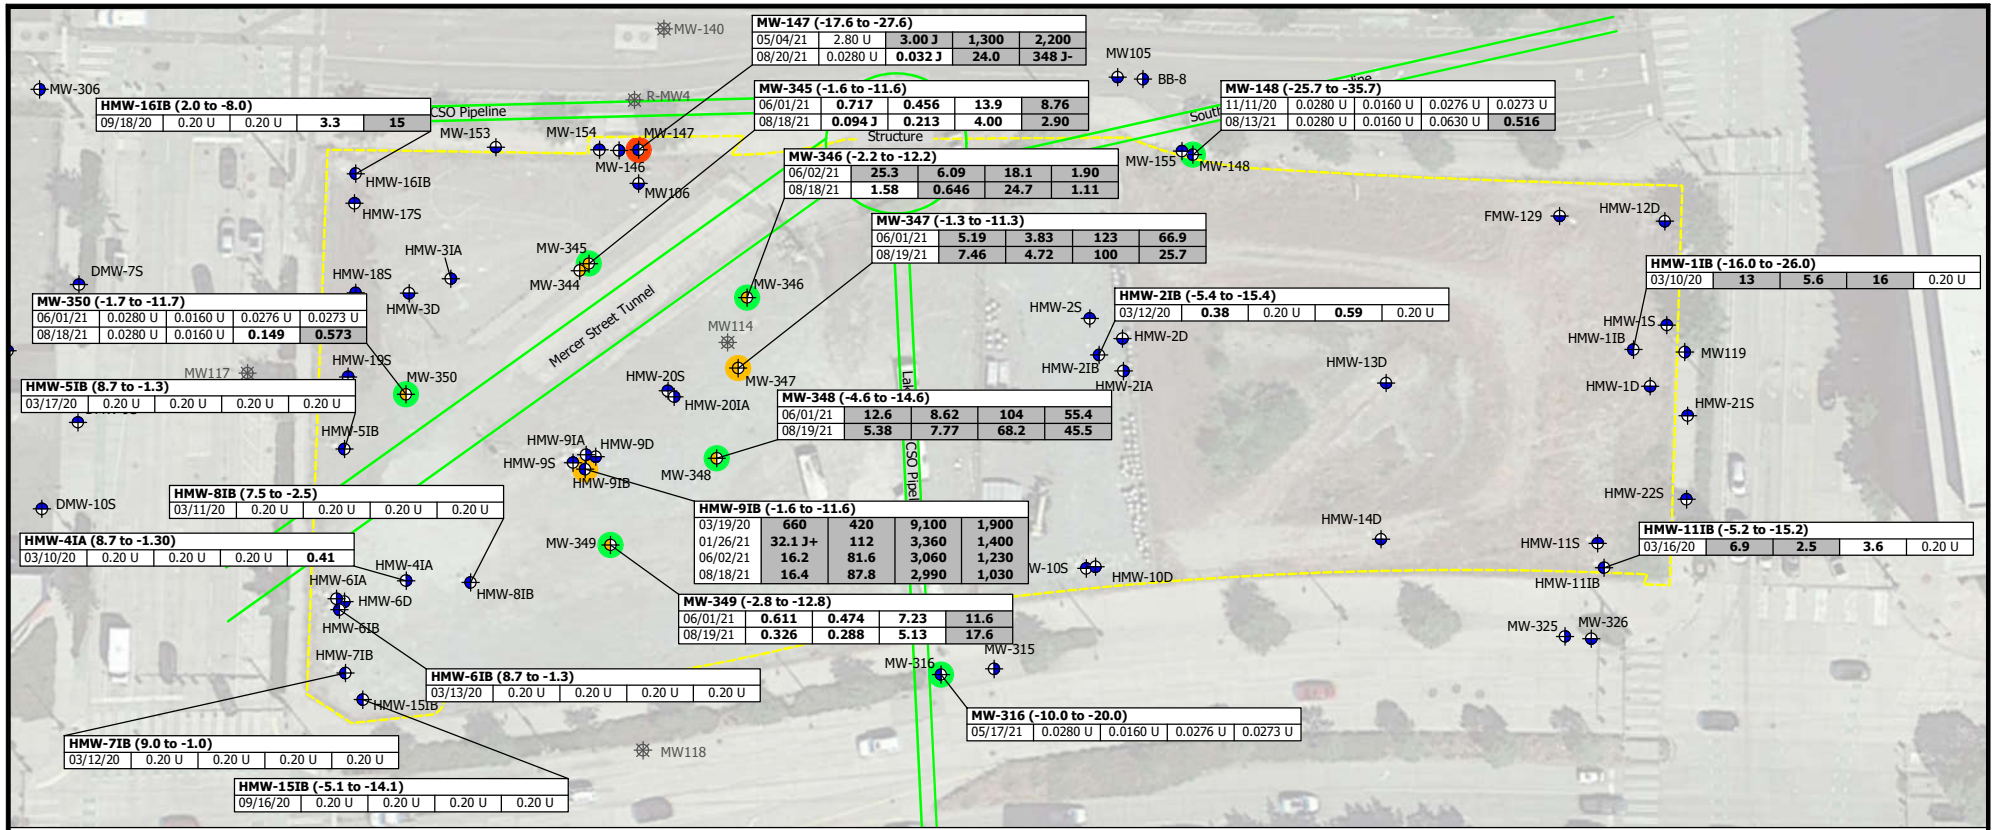 MW-140
MW-147 (-17.6 to -27.6)
05/04/21 2.80 U 3.00 J 1,300 2,200
08/20/21 0.0280 U 0.032 J 24.0 348 J-
MW105
BB-8
MW-306
HMW-16IB (2.0 to -8.0)
09/18/20 0.20 U 0.20 U 3.3 15
CSO Pipeline
R-MW4
MW-345 (-1.6 to -11.6)
06/01/21 0.717 0.456 13.9 8.76
08/18/21 0.094 J 0.213 4.00 2.90
MW-148 (-25.7 to -35.7)
11/11/20 0.0280 U 0.0160 U 0.0276 U 0.0273 U
08/13/21 0.0280 U 0.0160 U 0.0630 U 0.516
MW-153
MW-154
MW-147
MW-146
Structure
MW106
MW-155
MW-148
HMW-16IB
HMW-17S
MW-346 (-2.2 to -12.2)
06/02/21 25.3 6.09 18.1 1.90
08/18/21 1.58 0.646 24.7 1.11
MW-347 (-1.3 to -11.3)
06/01/21 5.19 3.83 123 66.9
08/19/21 7.46 4.72 100 25.7
FMW-129
HMW-12D
DMW-7S
HMW-18S
HMW-3IA
HMW-3D
MW-345
MW-344
MW-346
HMW-1IB (-16.0 to -26.0)
03/10/20 13 5.6 16 0.20 U
MW-350 (-1.7 to -11.7)
06/01/21 0.0280 U 0.0160 U 0.0276 U 0.0273 U
08/18/21 0.0280 U 0.0160 U 0.149 0.573
Mercer Street Tunnel
MW114
HMW-2S
HMW-2IB (-5.4 to -15.4)
03/12/20 0.38 0.20 U 0.59 0.20 U
HMW-2D
HMW-2IB
HMW-2IA
HMW-13D
HMW-1S
HMW-1IB
MW119
HMW-1D
HMW-21S
MW117
HMW-19S
MW-350
HMW-5IB (8.7 to -1.3)
03/17/20 0.20 U 0.20 U 0.20 U 0.20 U
HMW-20S
HMW-20IA
MW-347
MW-348 (-4.6 to -14.6)
06/01/21 12.6 8.62 104 55.4
08/19/21 5.38 7.77 68.2 45.5
HMW-5IB
HMW-9IA
HMW-9D
HMW-9S
HMW-9IB
MW-348
HMW-8IB (7.5 to -2.5)
03/11/20 0.20 U 0.20 U 0.20 U 0.20 U
DMW-10S
HMW-9IB (-1.6 to -11.6)
03/19/20 660 420 9,100 1,900
01/26/21 32.1 J+ 112 3,360 1,400
06/02/21 16.2 81.6 3,060 1,230
08/18/21 16.4 87.8 2,990 1,030
HMW-22S
HMW-14D
HMW-11S
HMW-11IB (-5.2 to -15.2)
03/16/20 6.9 2.5 3.6 0.20 U
HMW-11IB
HMW-4IA (8.7 to -1.30)
03/10/20 0.20 U 0.20 U 0.20 U 0.41
MW-349
HMW-4IA
HMW-6IA
HMW-6D
HMW-6IB
HMW-8IB
W-10S
HMW-10D
MW-349 (-2.8 to -12.8)
06/01/21 0.611 0.474 7.23 11.6
08/19/21 0.326 0.288 5.13 17.6
MW-325
MW-326
HMW-7IB
HMW-15IB
HMW-6IB (8.7 to -1.3)
03/13/20 0.20 U 0.20 U 0.20 U 0.20 U
MW-316
MW-315
MW-316 (-10.0 to -20.0)
05/17/21 0.0280 U 0.0160 U 0.0276 U 0.0273 U
HMW-7IB (9.0 to -1.0)
03/12/20 0.20 U 0.20 U 0.20 U 0.20 U
MW118
HMW-15IB (-5.1 to -14.1)
09/16/20 0.20 U 0.20 U 0.20 U 0.20 U